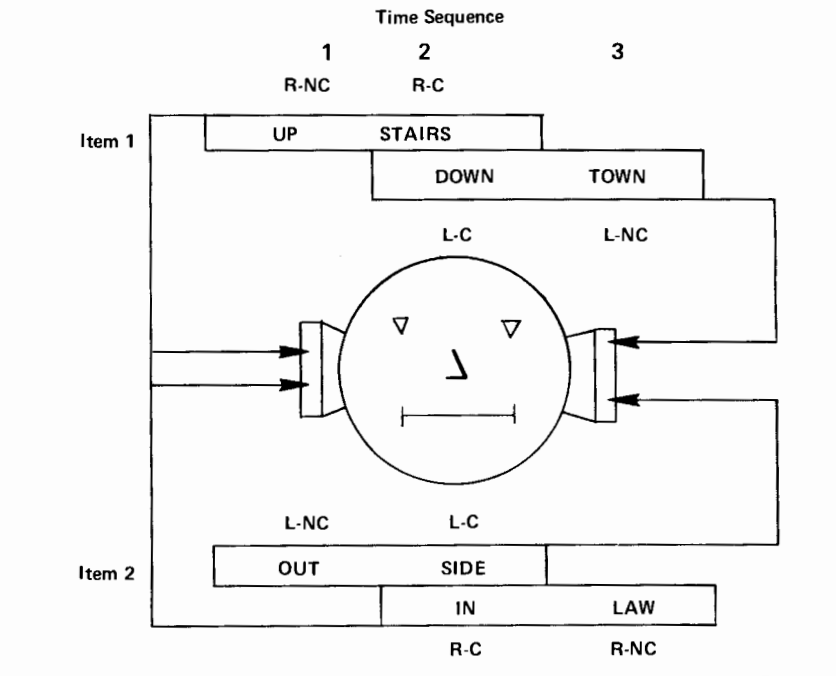 Time Sequence
1 2 3
R-NC R-C
Item 1 UP STAIRS
DOWN TOWN
L-C L-NC
L-NC L-C
Item 2 OUT SIDE
IN LAW
R-C R-NC